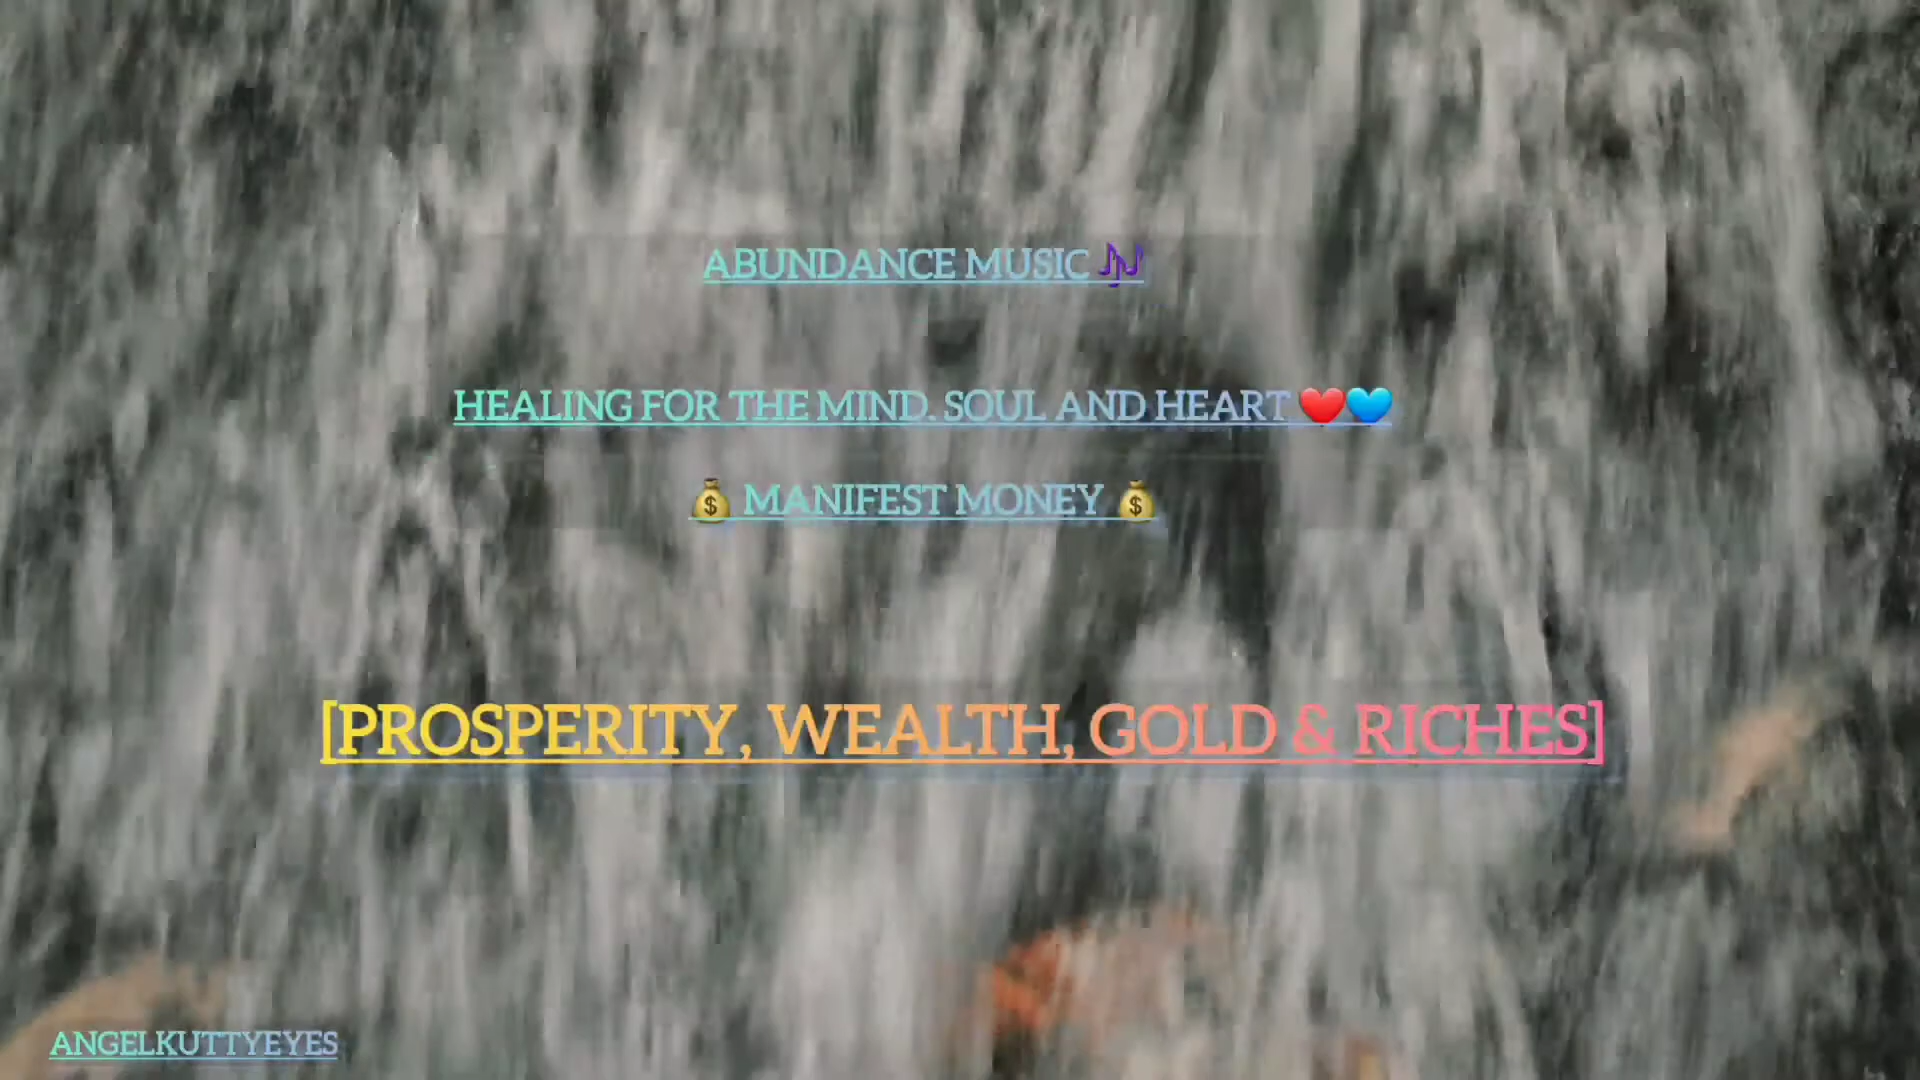 ABUNDANCE MUSIC 🎶
HEALING FOR THE MIND. SOUL AND HEART ❤️💙
💰 MANIFEST MONEY 💰
[PROSPERITY, WEALTH, GOLD & RICHES]
ANGELKUTTYEYES